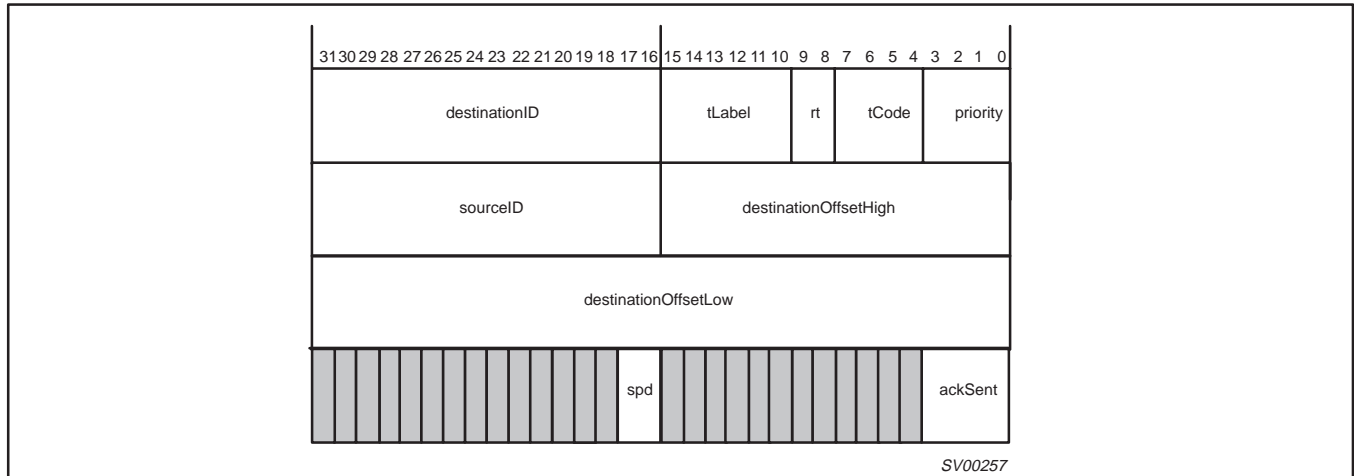 31 30 29 28 27 26 25 24 23 22 21 20 19 18 17 16 15 14 13 12 11 10 9 8 7 6 5 4 3 2 1 0
destinationID tLabel rt tCode priority
sourceID destinationOffsetHigh
destinationOffsetLow
spd ackSent
SV00257